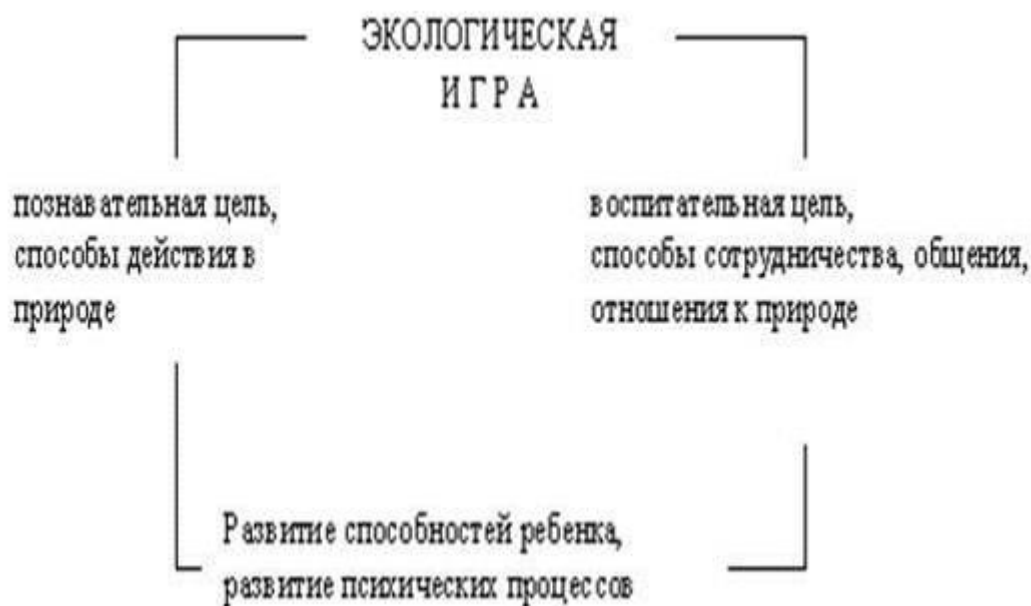 ЭКОЛОГИЧЕСКАЯ
И Г Р А
познавательная цель,
способы действия в
природе
воспитательная цель,
способы сотрудничества, общения,
отношения к природе
Развитие способностей ребенка,
развитие психических процессов